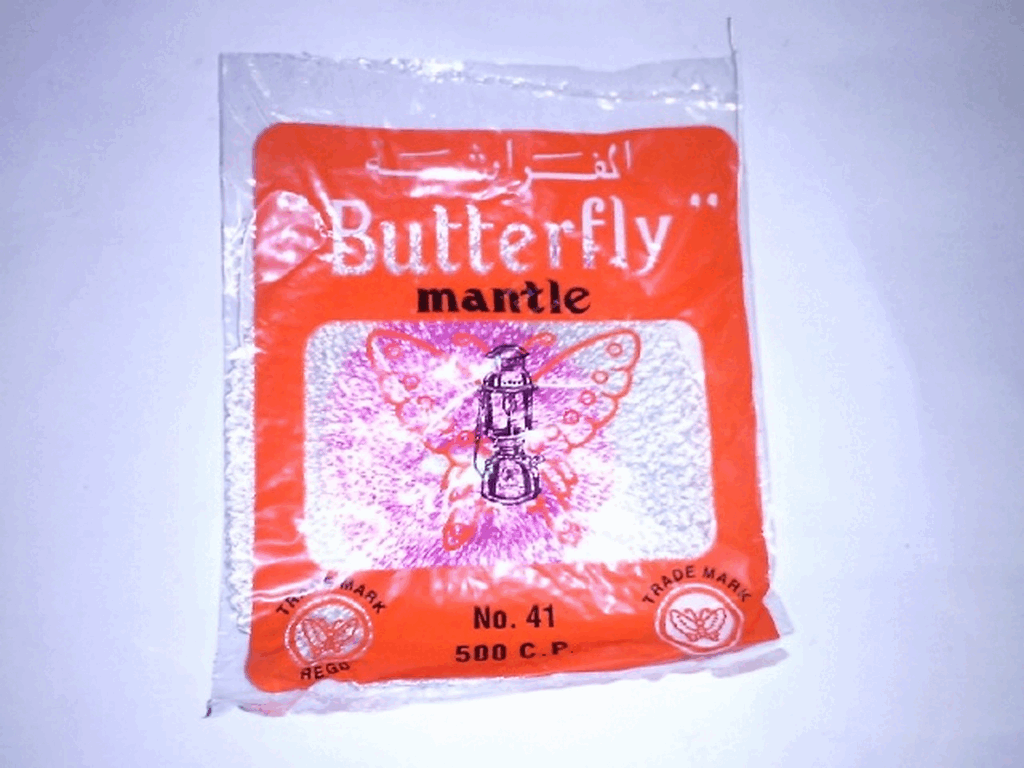 الفراشة
Butterfly
mantle
TRADE MARK
REGD
No. 41
500 C.P.
TRADE MARK